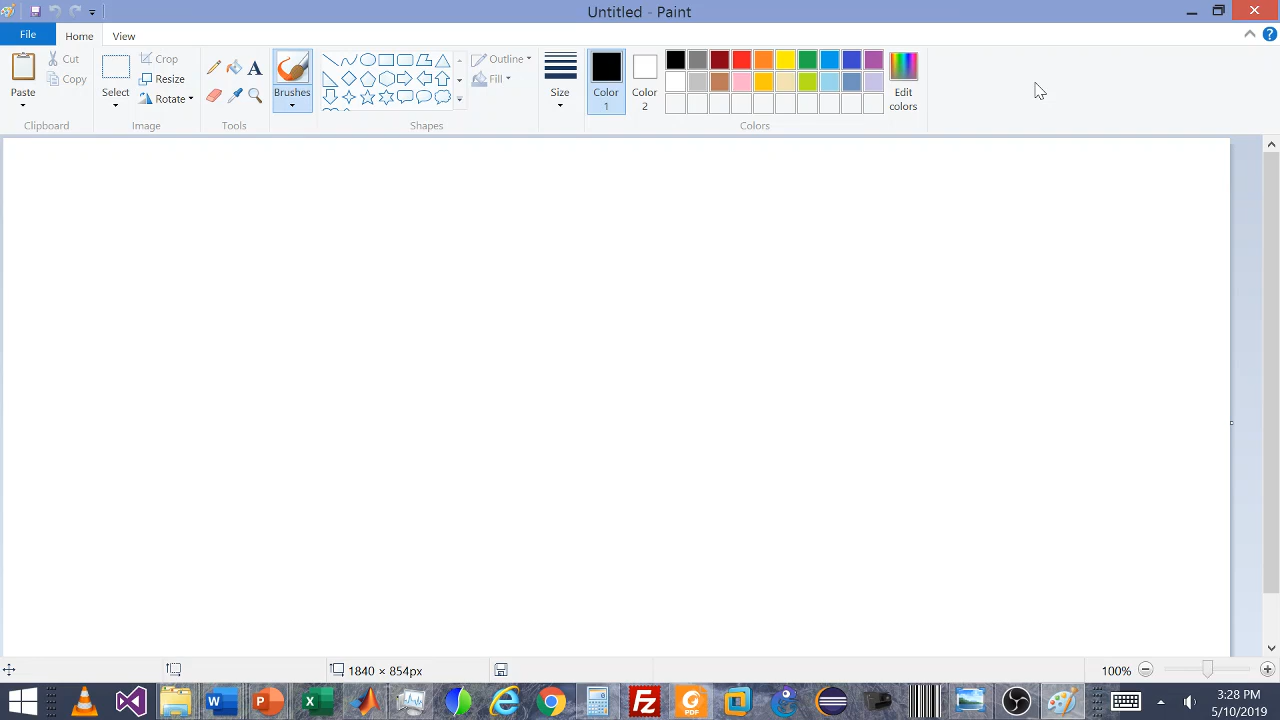 Untitled - Paint
File
Home
View
Paste
Cut
Copy
Clipboard
Select
Crop
Resize
Rotate
Image
A
Tools
Brushes
Outline
Fill
Shapes
Size
Color 1
Color 2
Edit colors
Colors
1840 × 854px
100%
PDF
3:28 PM
5/10/2019